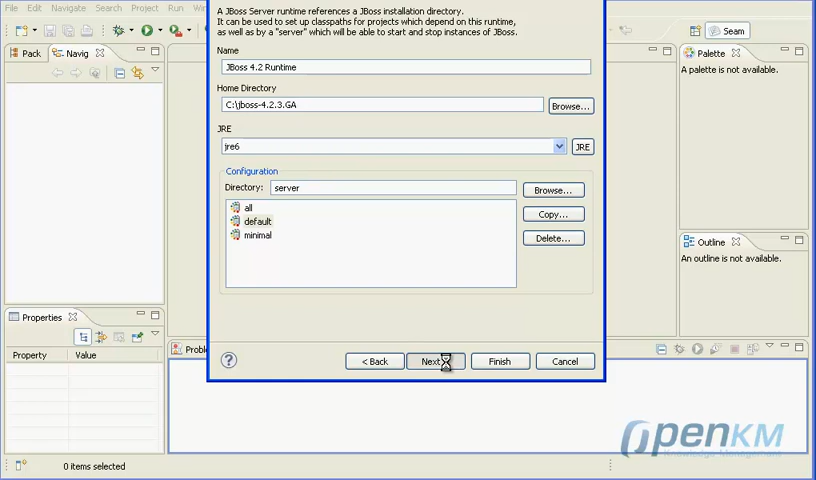 File Edit Navigate Search Project Run
A JBoss Server runtime references a JBoss installation directory.
It can be used to set up classpaths for projects which depend on this runtime,
as well as by a "server" which will be able to start and stop instances of JBoss.
Seam
Pack Navig
Palette
A palette is not available.
Name
JBoss 4.2 Runtime
Home Directory
C:\jboss-4.2.3.GA
Browse...
JRE
jre6
JRE
Configuration
Directory: server
Browse...
all
default
minimal
Copy...
Delete...
Outline
An outline is not available.
Properties
Property Value
Proble
< Back
Next
Finish
Cancel
OpenKM
Knowledge Management
0 items selected